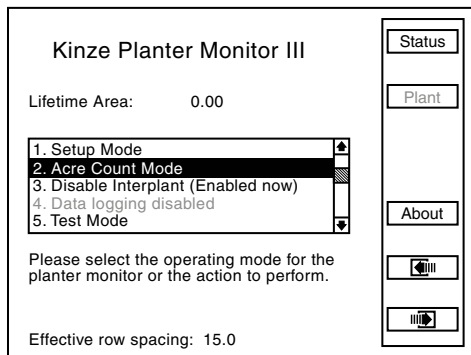 Kinze Planter Monitor III
Lifetime Area: 0.00
1. Setup Mode
2. Acre Count Mode
3. Disable Interplant (Enabled now)
4. Data logging disabled
5. Test Mode
Please select the operating mode for the
planter monitor or the action to perform.
Effective row spacing: 15.0
Status
Plant
About